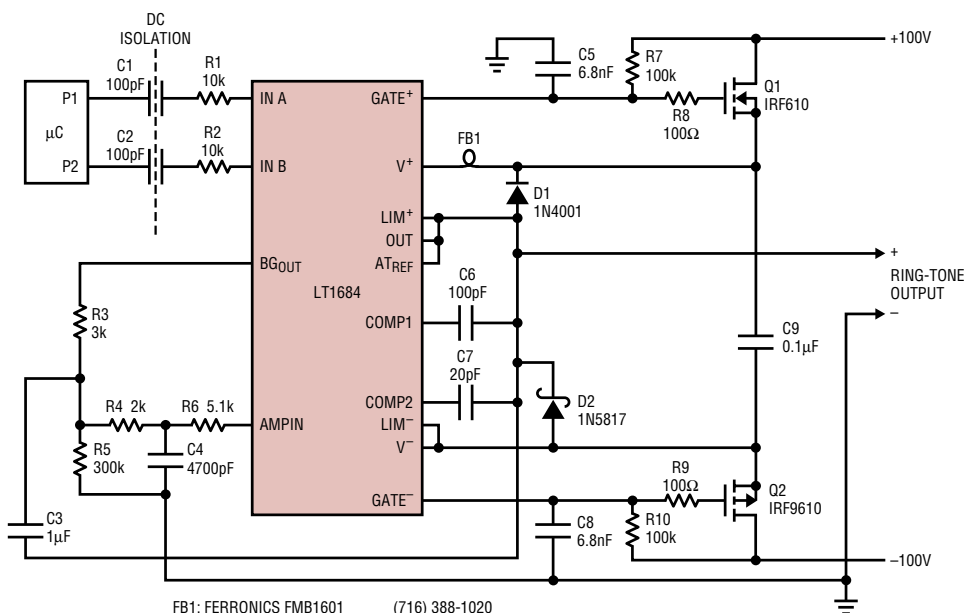 DC
ISOLATION
C1
100pF
R1
10k
P1
µC
P2
C2
100pF
R2
10k
IN A
IN B
GATE+
V+
LIM+
OUT
ATREF
BGOUT
LT1684
COMP1
COMP2
LIM−
V−
AMPIN
GATE−
C5
6.8nF
R7
100k
R8
100Ω
Q1
IRF610
+100V
FB1
D1
1N4001
C6
100pF
C7
20pF
D2
1N5817
+
RING-TONE
OUTPUT
−
C9
0.1µF
R3
3k
R4 2k
R6 5.1k
R5
300k
C4
4700pF
C3
1µF
R9
100Ω
Q2
IRF9610
C8
6.8nF
R10
100k
–100V
FB1: FERRONICS FMB1601 (716) 388-1020